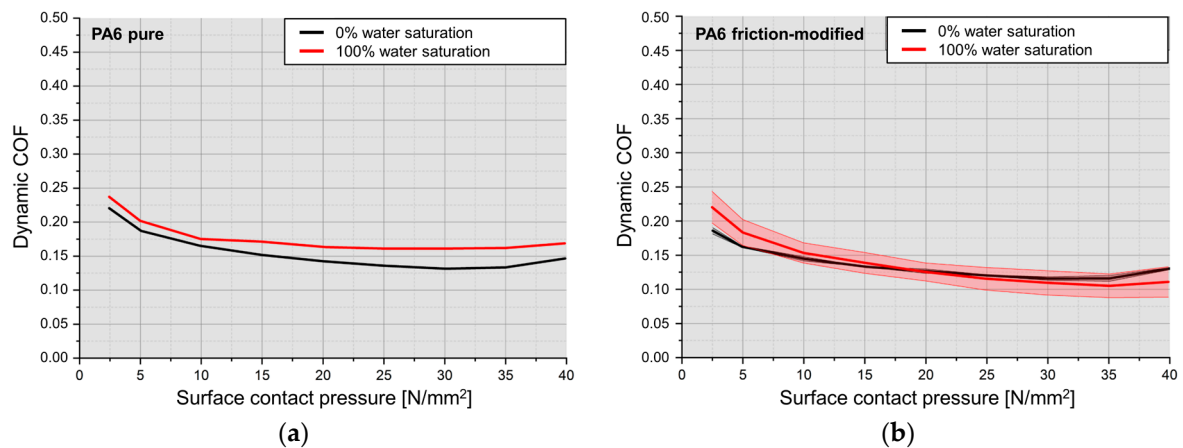 PA6 pure
0% water saturation
100% water saturation
0.50
0.45
0.40
0.35
0.30
0.25
0.20
0.15
0.10
0.05
0.00
Dynamic COF
0 5 10 15 20 25 30 35 40
Surface contact pressure [N/mm²]
(a)
PA6 friction-modified
0% water saturation
100% water saturation
0.50
0.45
0.40
0.35
0.30
0.25
0.20
0.15
0.10
0.05
0.00
Dynamic COF
0 5 10 15 20 25 30 35 40
Surface contact pressure [N/mm²]
(b)